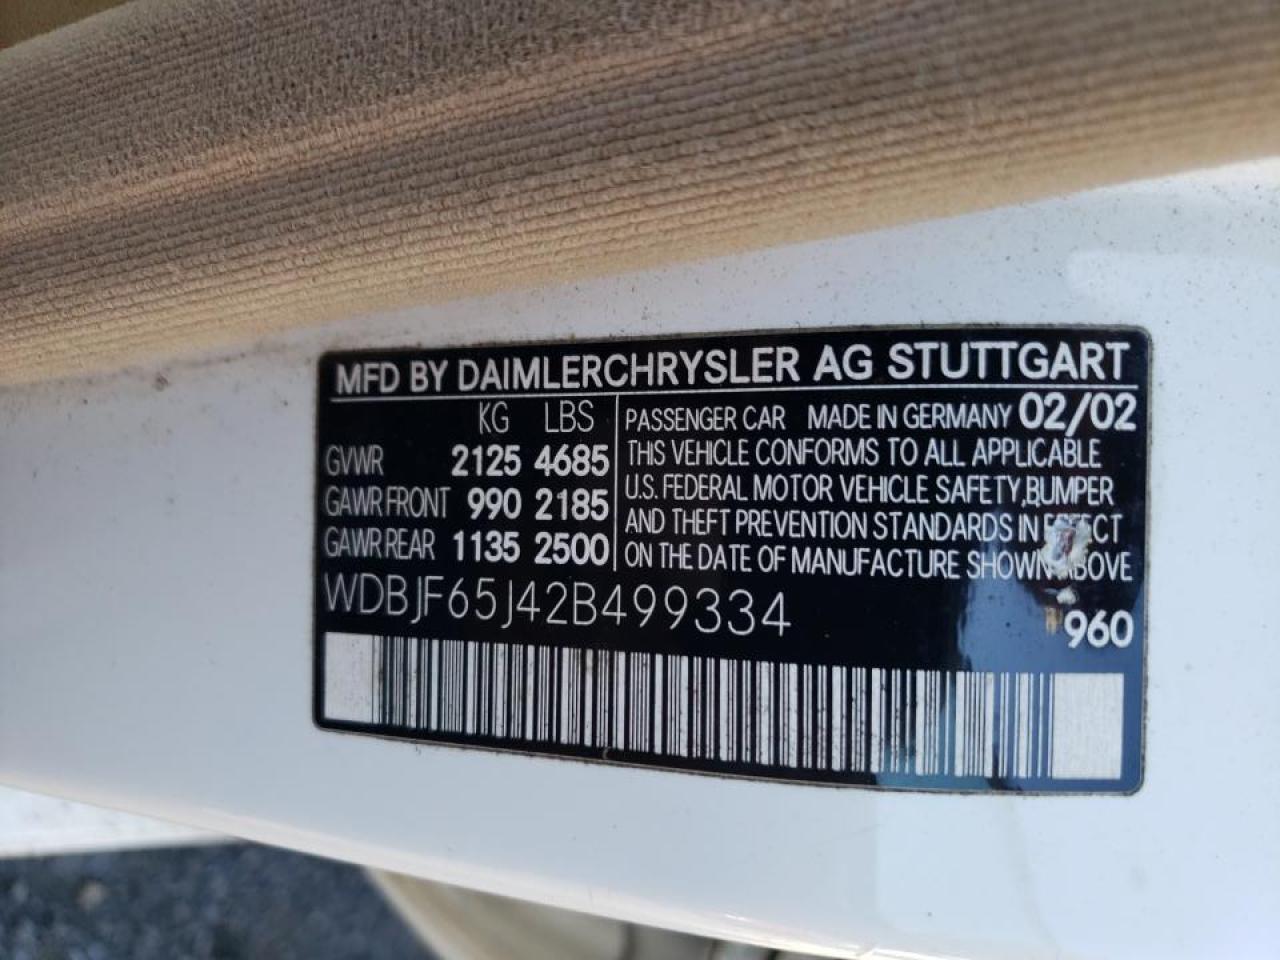 MFD BY DAIMLERCHRYSLER AG STUTTGART
KG LBS
GVWR 2125 4685
GAWR FRONT 990 2185
GAWR REAR 1135 2500
PASSENGER CAR MADE IN GERMANY 02/02
THIS VEHICLE CONFORMS TO ALL APPLICABLE
U.S. FEDERAL MOTOR VEHICLE SAFETY, BUMPER
AND THEFT PREVENTION STANDARDS IN EFFECT
ON THE DATE OF MANUFACTURE SHOWN ABOVE
WDBJF65J42B499334
960